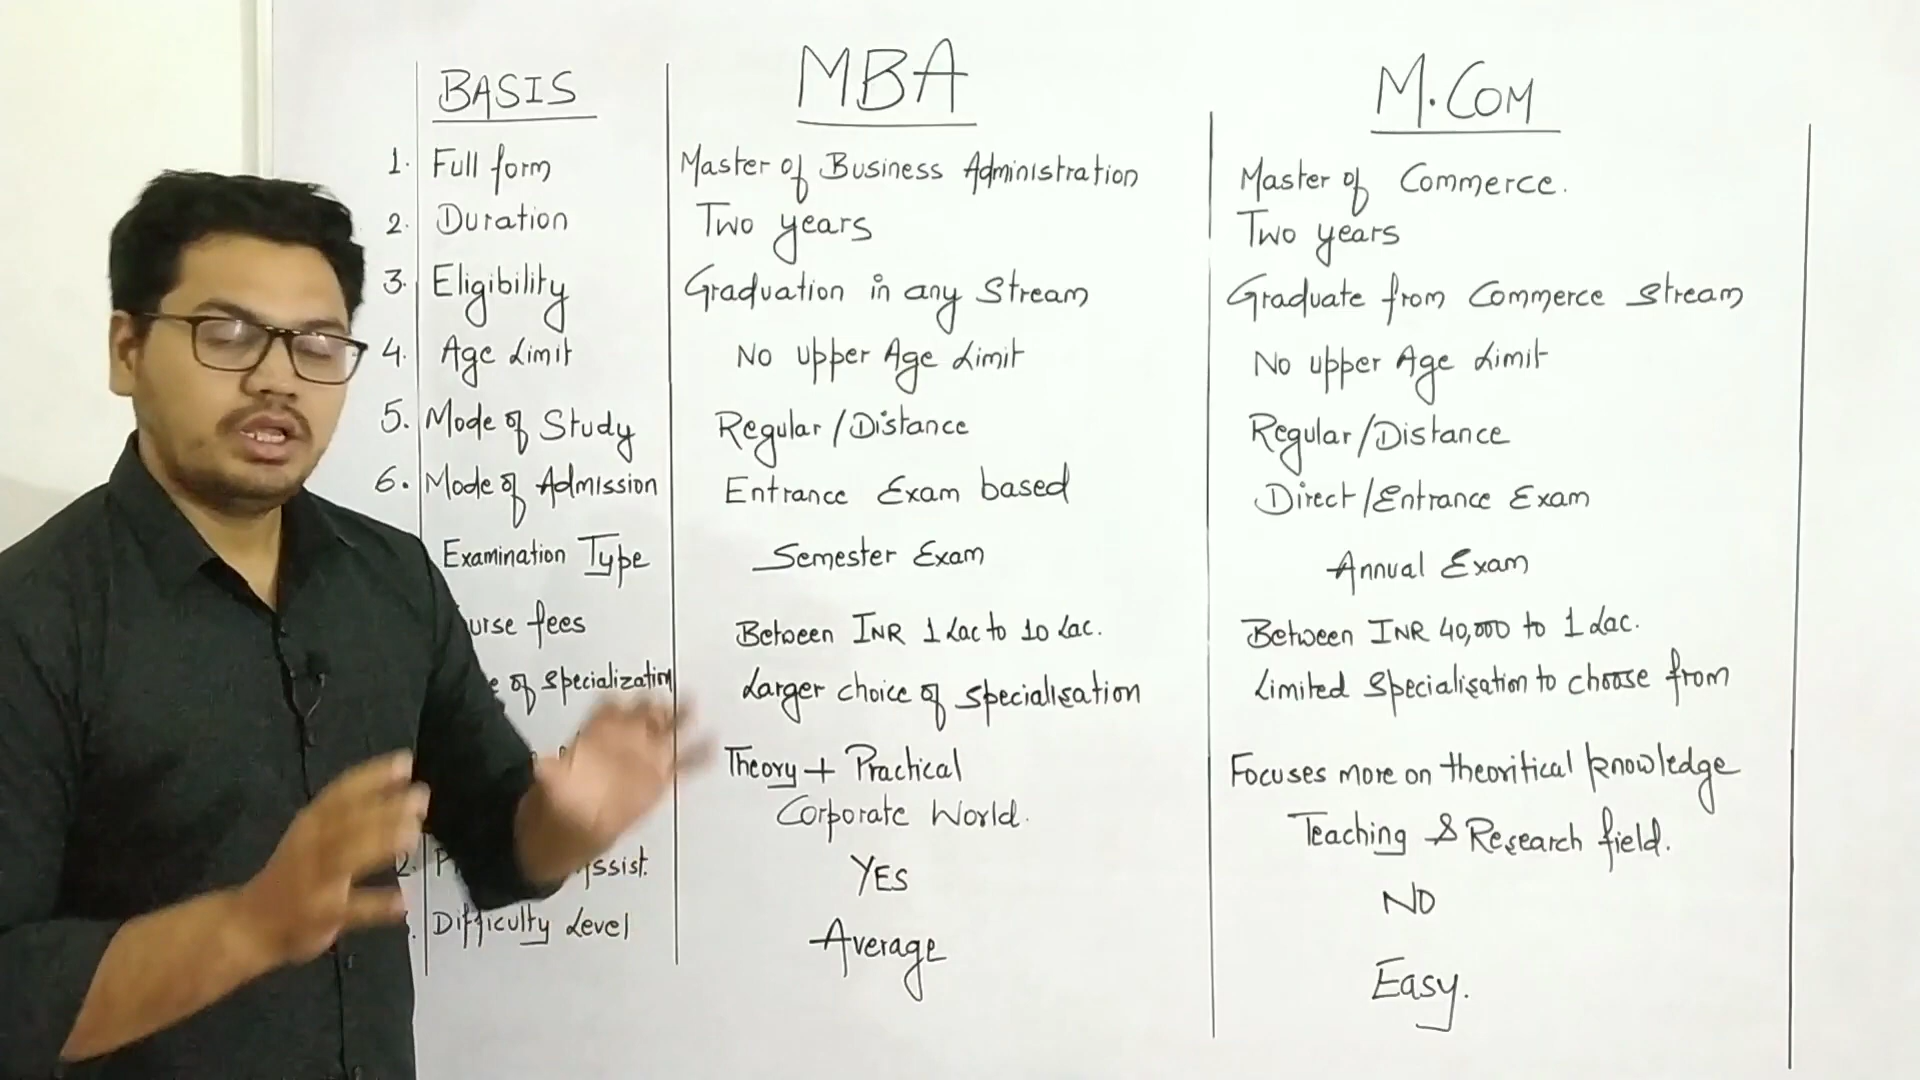 BASIS MBA M.COM
1. Full form Master of Business Administration Master of Commerce.
2. Duration Two years Two years
3. Eligibility Graduation in any Stream Graduate from Commerce Stream
4. Age Limit No upper Age Limit No upper Age Limit
5. Mode of Study Regular/Distance Regular/Distance
6. Mode of Admission Entrance Exam based Direct/Entrance Exam
Examination Type Semester Exam Annual Exam
fees Between INR 1 Lac to 10 Lac. Between INR 40,000 to 1 Lac.
of specialization Larger choice of specialisation Limited specialisation to choose from
Theory + Practical Focuses more on theoritical knowledge
Corporate World. Teaching & Research field.
YES NO
Difficulty Level Average Easy.